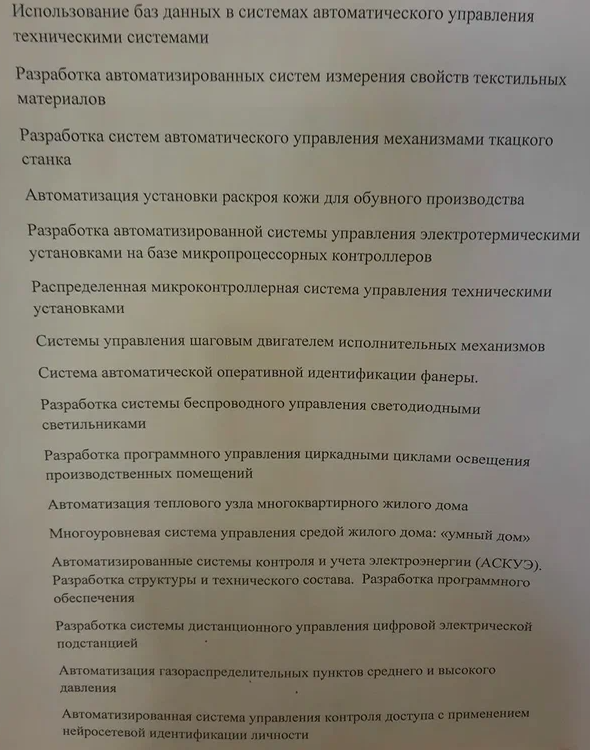 Использование баз данных в системах автоматического управления
техническими системами
Разработка автоматизированных систем измерения свойств текстильных
материалов
Разработка систем автоматического управления механизмами ткацкого
станка
Автоматизация установки раскроя кожи для обувного производства
Разработка автоматизированной системы управления электротермическими
установками на базе микропроцессорных контроллеров
Распределенная микроконтроллерная система управления техническими
установками
Системы управления шаговым двигателем исполнительных механизмов
Система автоматической оперативной идентификации фанеры.
Разработка системы беспроводного управления светодиодными
светильниками
Разработка программного управления циркадными циклами освещения
производственных помещений
Автоматизация теплового узла многоквартирного жилого дома
Многоуровневая система управления средой жилого дома: «умный дом»
Автоматизированные системы контроля и учета электроэнергии (АСКУЭ).
Разработка структуры и технического состава. Разработка программного
обеспечения
Разработка системы дистанционного управления цифровой электрической
подстанцией
Автоматизация газораспределительных пунктов среднего и высокого
давления
Автоматизированная система управления контроля доступа с применением
нейросетевой идентификации личности